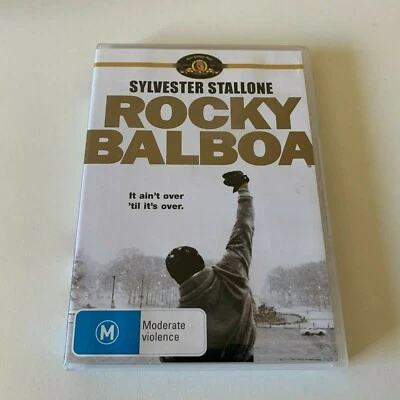 SYLVESTER STALLONE
ROCKY
BALBOA
It ain't over
'til it's over.
M
Moderate
violence